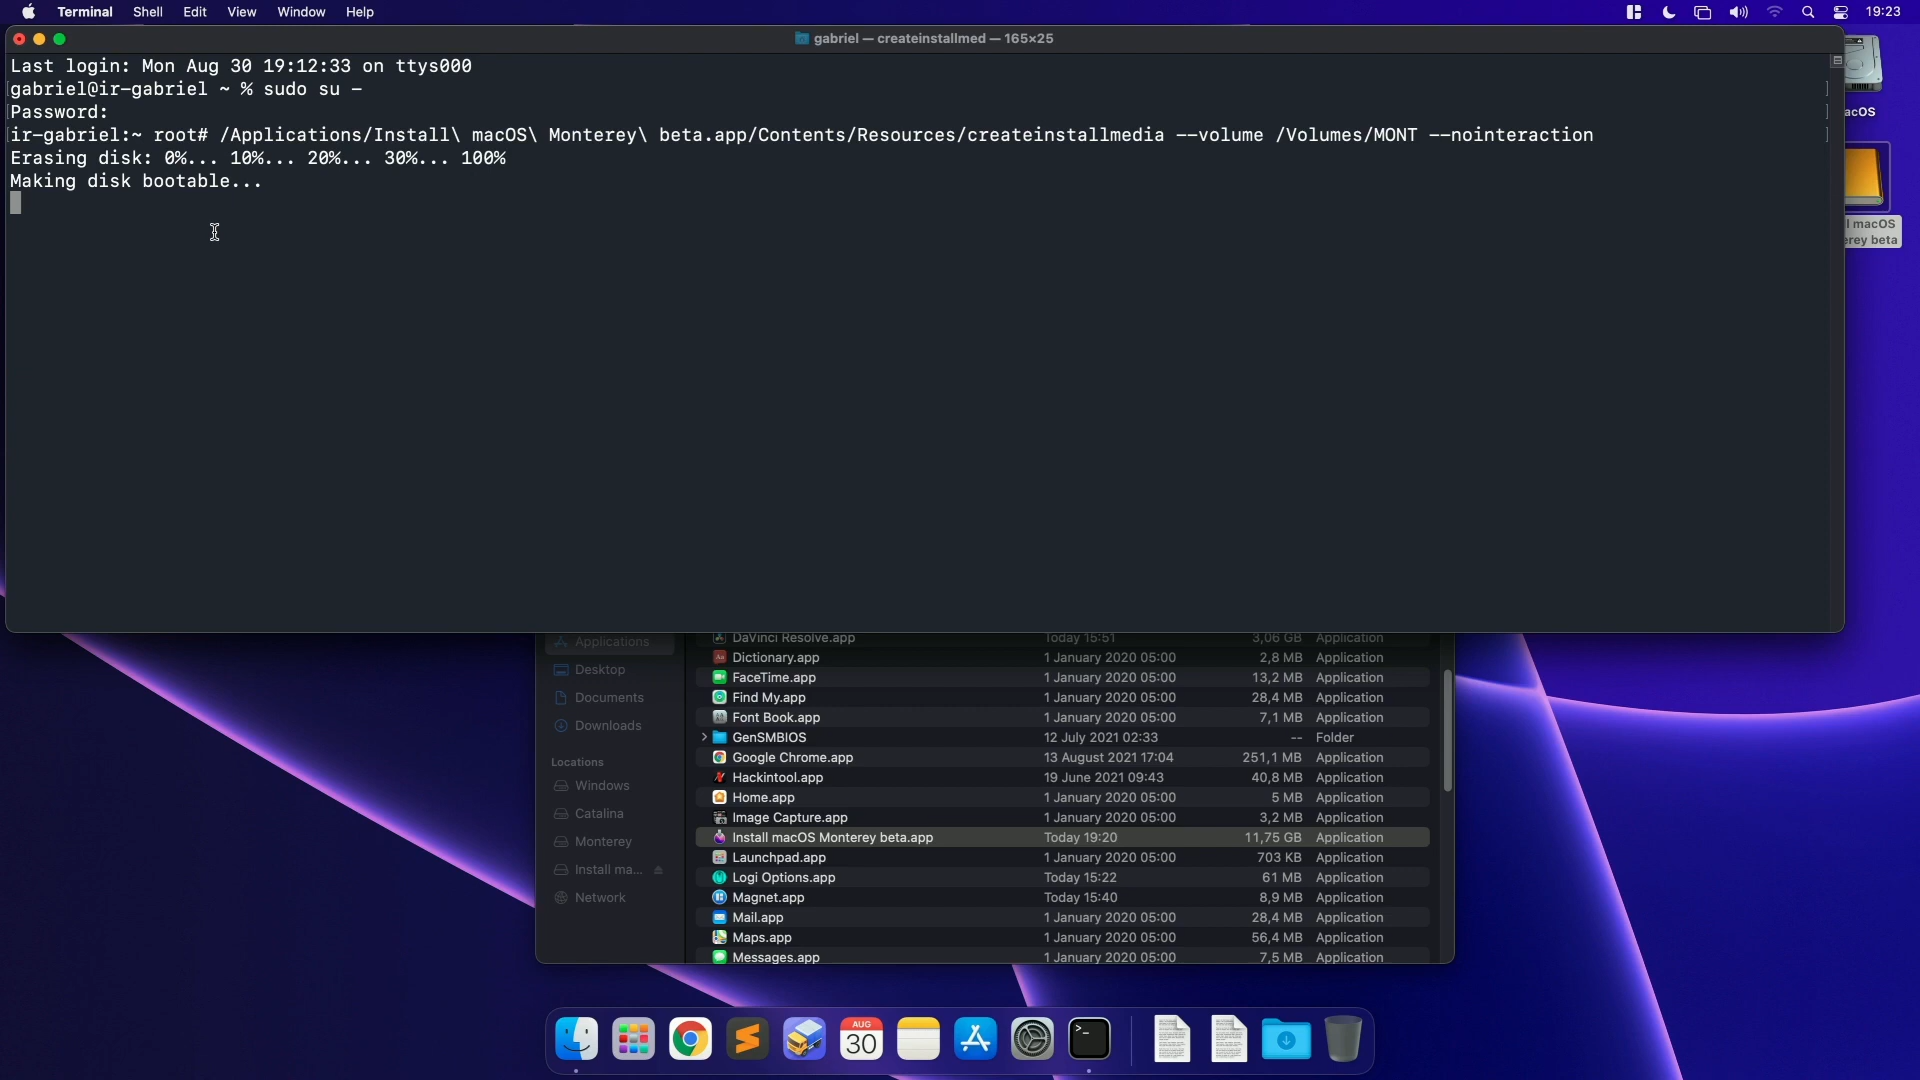 Terminal Shell Edit View Window Help 19:23
gabriel — createinstallmed — 165×25
Last login: Mon Aug 30 19:12:33 on ttys000
gabriel@ir-gabriel ~ % sudo su -
Password:
ir-gabriel:~ root# /Applications/Install\ macOS\ Monterey\ beta.app/Contents/Resources/createinstallmedia --volume /Volumes/MONT --nointeraction
Erasing disk: 0%... 10%... 20%... 30%... 100%
Making disk bootable...
acOS
l macOS
erey beta
Applications
Desktop
Documents
Downloads
Locations
Windows
Catalina
Monterey
Install ma...
Network
DaVinci Resolve.app Today 15:51 3,06 GB Application
Dictionary.app 1 January 2020 05:00 2,8 MB Application
FaceTime.app 1 January 2020 05:00 13,2 MB Application
Find My.app 1 January 2020 05:00 28,4 MB Application
Font Book.app 1 January 2020 05:00 7,1 MB Application
GenSMBIOS 12 July 2021 02:33 -- Folder
Google Chrome.app 13 August 2021 17:04 251,1 MB Application
Hackintool.app 19 June 2021 09:43 40,8 MB Application
Home.app 1 January 2020 05:00 5 MB Application
Image Capture.app 1 January 2020 05:00 3,2 MB Application
Install macOS Monterey beta.app Today 19:20 11,75 GB Application
Launchpad.app 1 January 2020 05:00 703 KB Application
Logi Options.app Today 15:22 61 MB Application
Magnet.app Today 15:40 8,9 MB Application
Mail.app 1 January 2020 05:00 28,4 MB Application
Maps.app 1 January 2020 05:00 56,4 MB Application
Messages.app 1 January 2020 05:00 7,5 MB Application
AUG
30